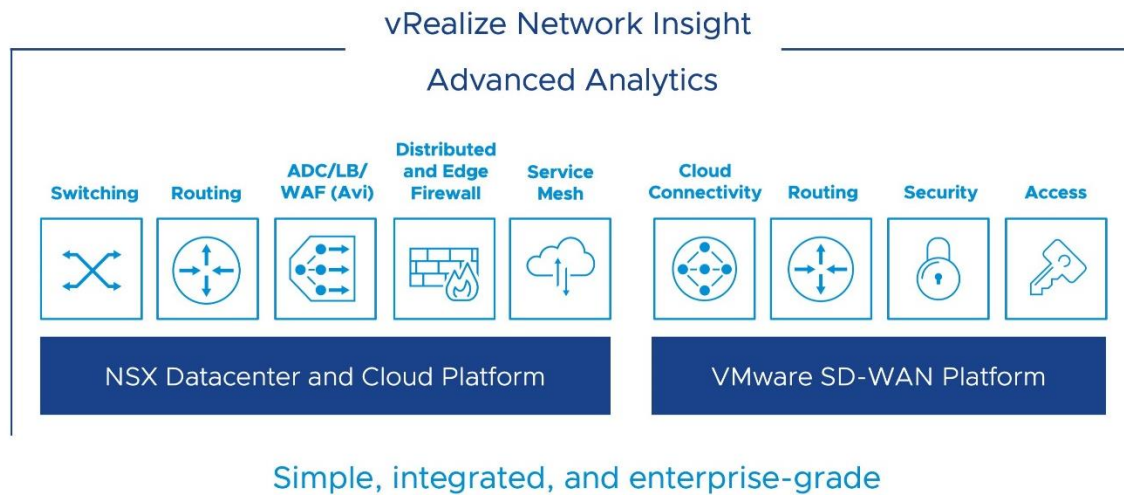 vRealize Network Insight
Advanced Analytics
Switching
Routing
ADC/LB/
WAF (Avi)
Distributed
and Edge
Firewall
Service
Mesh
Cloud
Connectivity
Routing
Security
Access
NSX Datacenter and Cloud Platform
VMware SD-WAN Platform
Simple, integrated, and enterprise-grade